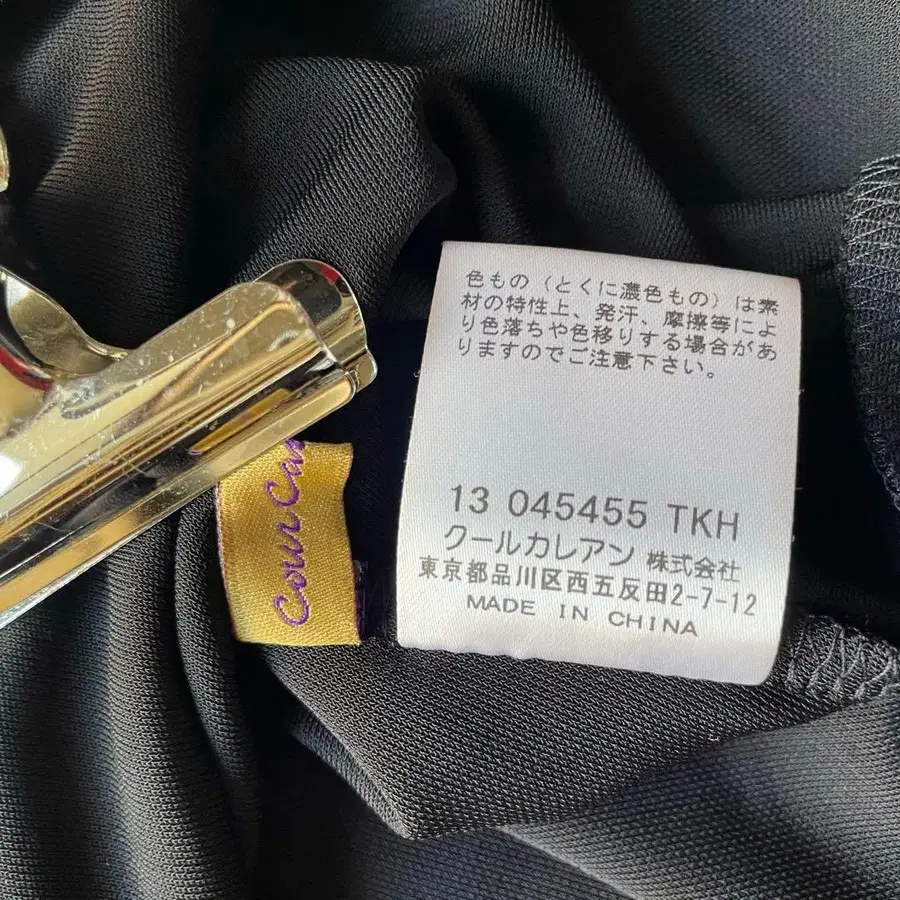 色もの（とくに濃色もの）は素
材の特性上、発汗、摩擦等によ
り色落ちや色移りする場合があ
りますのでご注意下さい。
13 045455 TKH
クールカレアン 株式会社
東京都品川区西五反田2-7-12
MADE IN CHINA
Cour